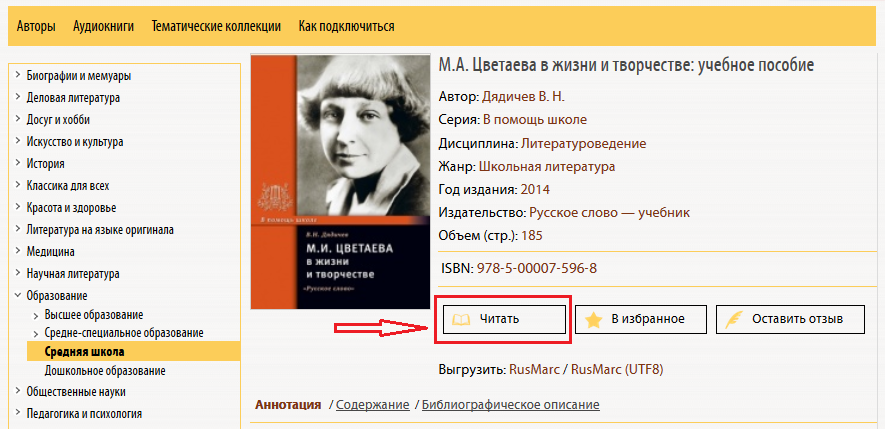 Авторы Аудиокниги Тематические коллекции Как подключиться
Биографии и мемуары
Деловая литература
Досуг и хобби
Искусство и культура
История
Классика для всех
Красота и здоровье
Литература на языке оригинала
Медицина
Научная литература
Образование
Высшее образование
Средне-специальное образование
Средняя школа
Дошкольное образование
Общественные науки
Педагогика и психология
В помощь школе
В.Н. Дядичев
М.И. ЦВЕТАЕВА
в жизни
и творчестве
«Русское слово»
М.А. Цветаева в жизни и творчестве: учебное пособие
Автор: Дядичев В. Н.
Серия: В помощь школе
Дисциплина: Литературоведение
Жанр: Школьная литература
Год издания: 2014
Издательство: Русское слово — учебник
Объем (стр.): 185
ISBN: 978-5-00007-596-8
Читать В избранное Оставить отзыв
Выгрузить: RusMarc / RusMarc (UTF8)
Аннотация / Содержание / Библиографическое описание